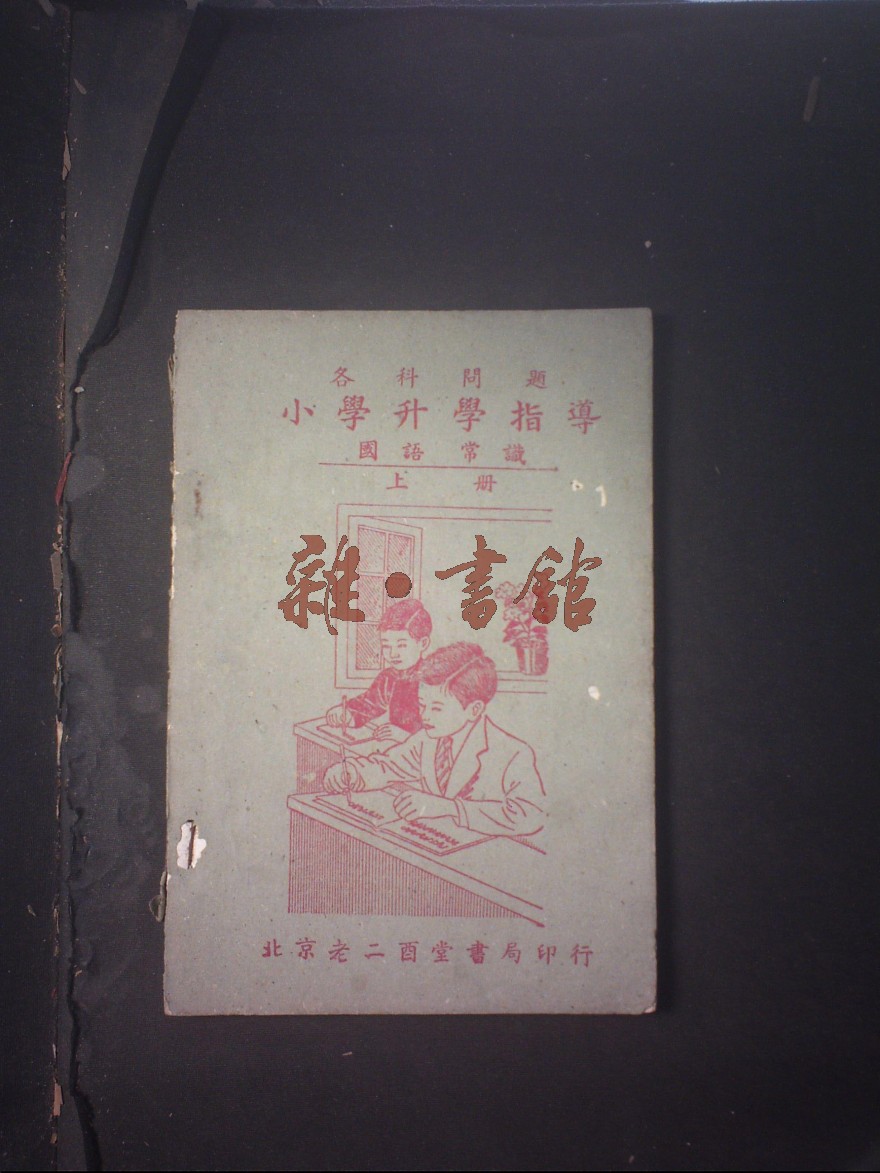 各科問題
小學升學指導
國語 常識
上册
雜·書館
北京老二酉堂書局印行